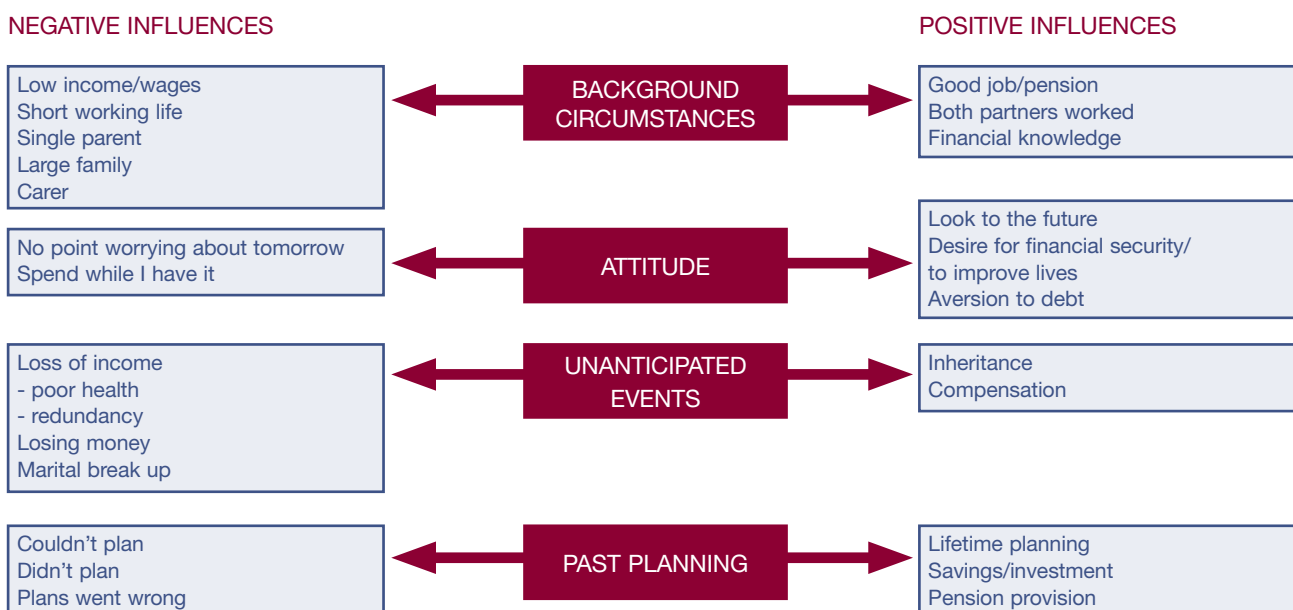 NEGATIVE INFLUENCES
POSITIVE INFLUENCES
Low income/wages
Short working life
Single parent
Large family
Carer
BACKGROUND
CIRCUMSTANCES
Good job/pension
Both partners worked
Financial knowledge
No point worrying about tomorrow
Spend while I have it
ATTITUDE
Look to the future
Desire for financial security/
to improve lives
Aversion to debt
Loss of income
- poor health
- redundancy
Losing money
Marital break up
UNANTICIPATED
EVENTS
Inheritance
Compensation
Couldn’t plan
Didn’t plan
Plans went wrong
PAST PLANNING
Lifetime planning
Savings/investment
Pension provision